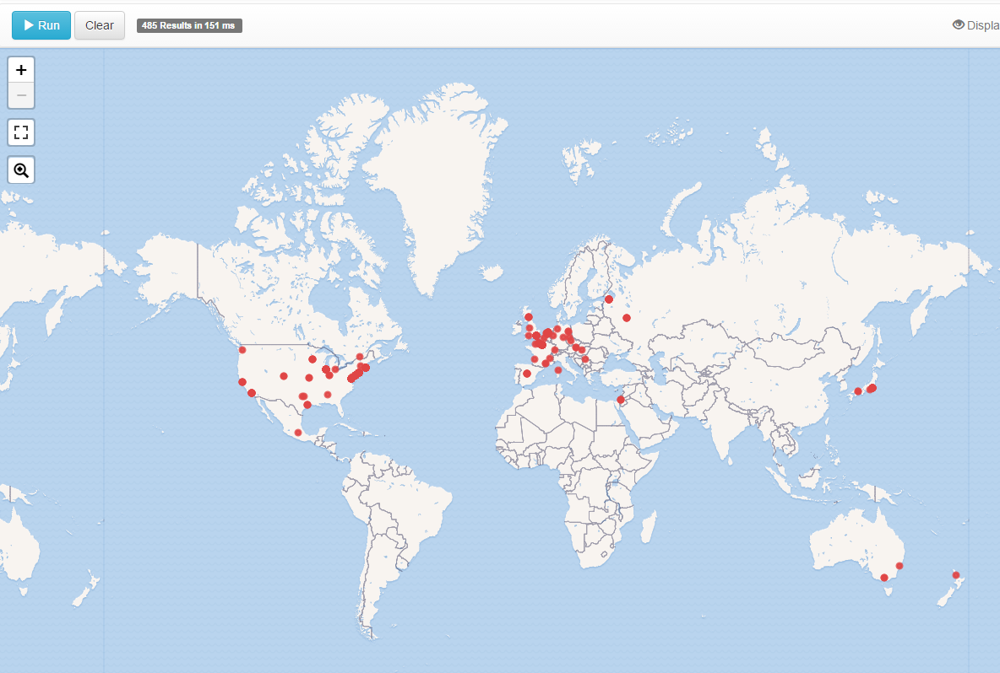 Run
Clear
485 Results in 151 ms
Displa
+
−